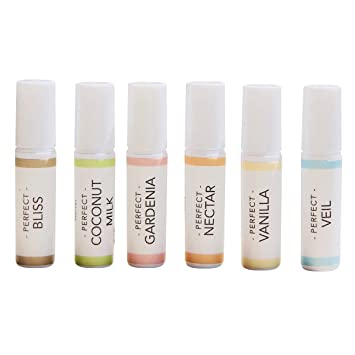 - PERFECT -
BLISS
- PERFECT -
COCONUT
MILK
- PERFECT -
GARDENIA
- PERFECT -
NECTAR
- PERFECT -
VANILLA
- PERFECT -
VEIL